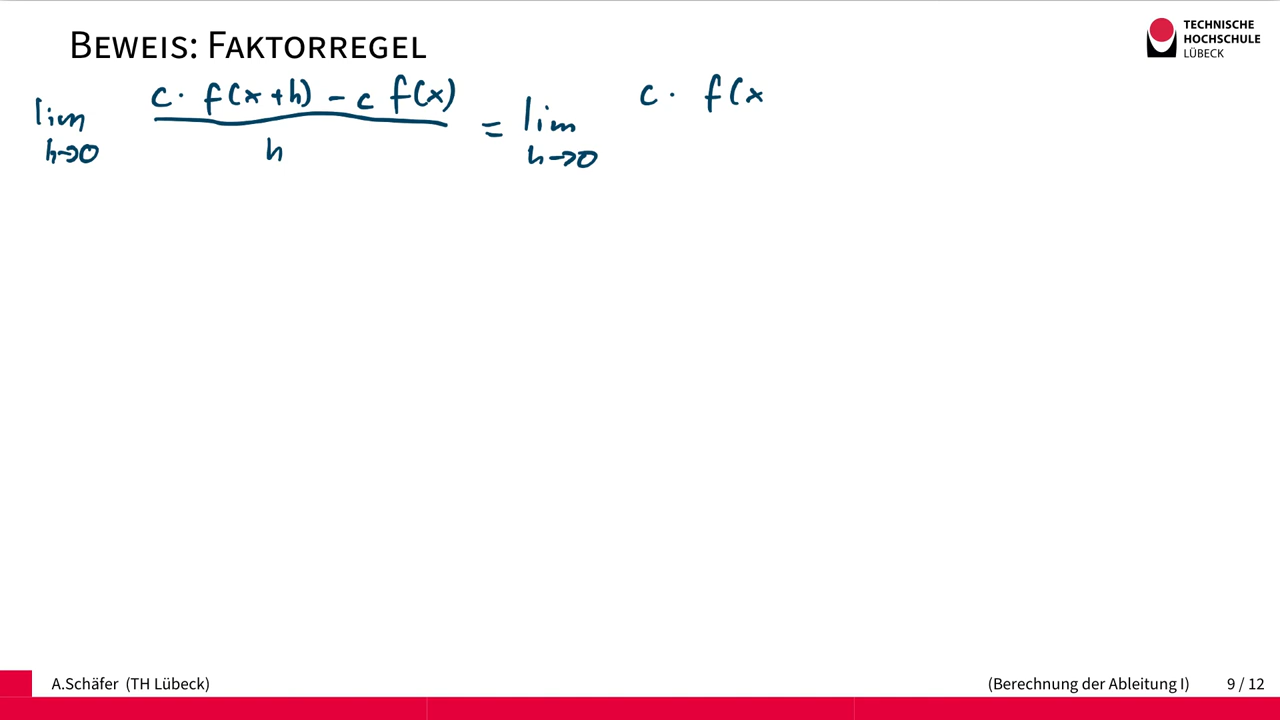 BEWEIS: FAKTORREGEL
TECHNISCHE
HOCHSCHULE
LÜBECK
lim h→0 (c · f(x+h) − c f(x)) / h = lim h→0 c · f(x
A.Schäfer (TH Lübeck) (Berechnung der Ableitung I) 9 / 12